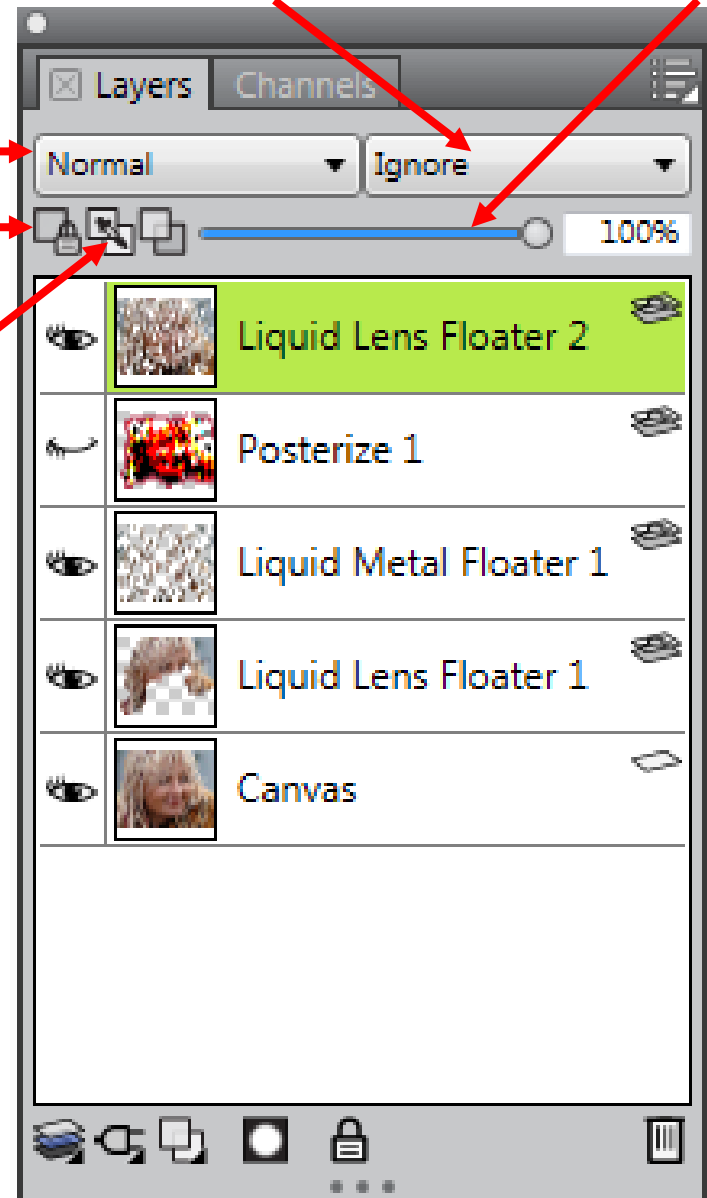 Layers Channels
Normal Ignore
100%
Liquid Lens Floater 2
Posterize 1
Liquid Metal Floater 1
Liquid Lens Floater 1
Canvas